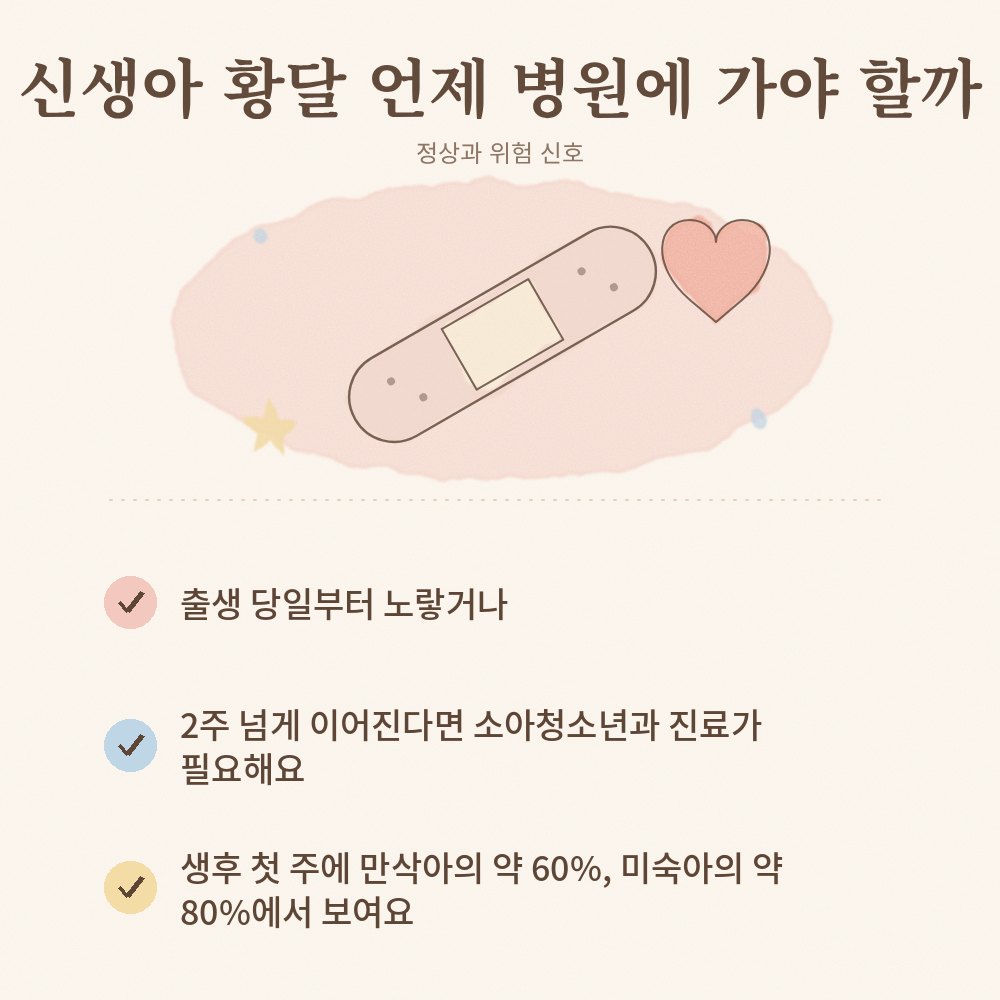 신생아 황달 언제 병원에 가야 할까
정상과 위험 신호
출생 당일부터 노랗거나
2주 넘게 이어진다면 소아청소년과 진료가
필요해요
생후 첫 주에 만삭아의 약 60%, 미숙아의 약
80%에서 보여요